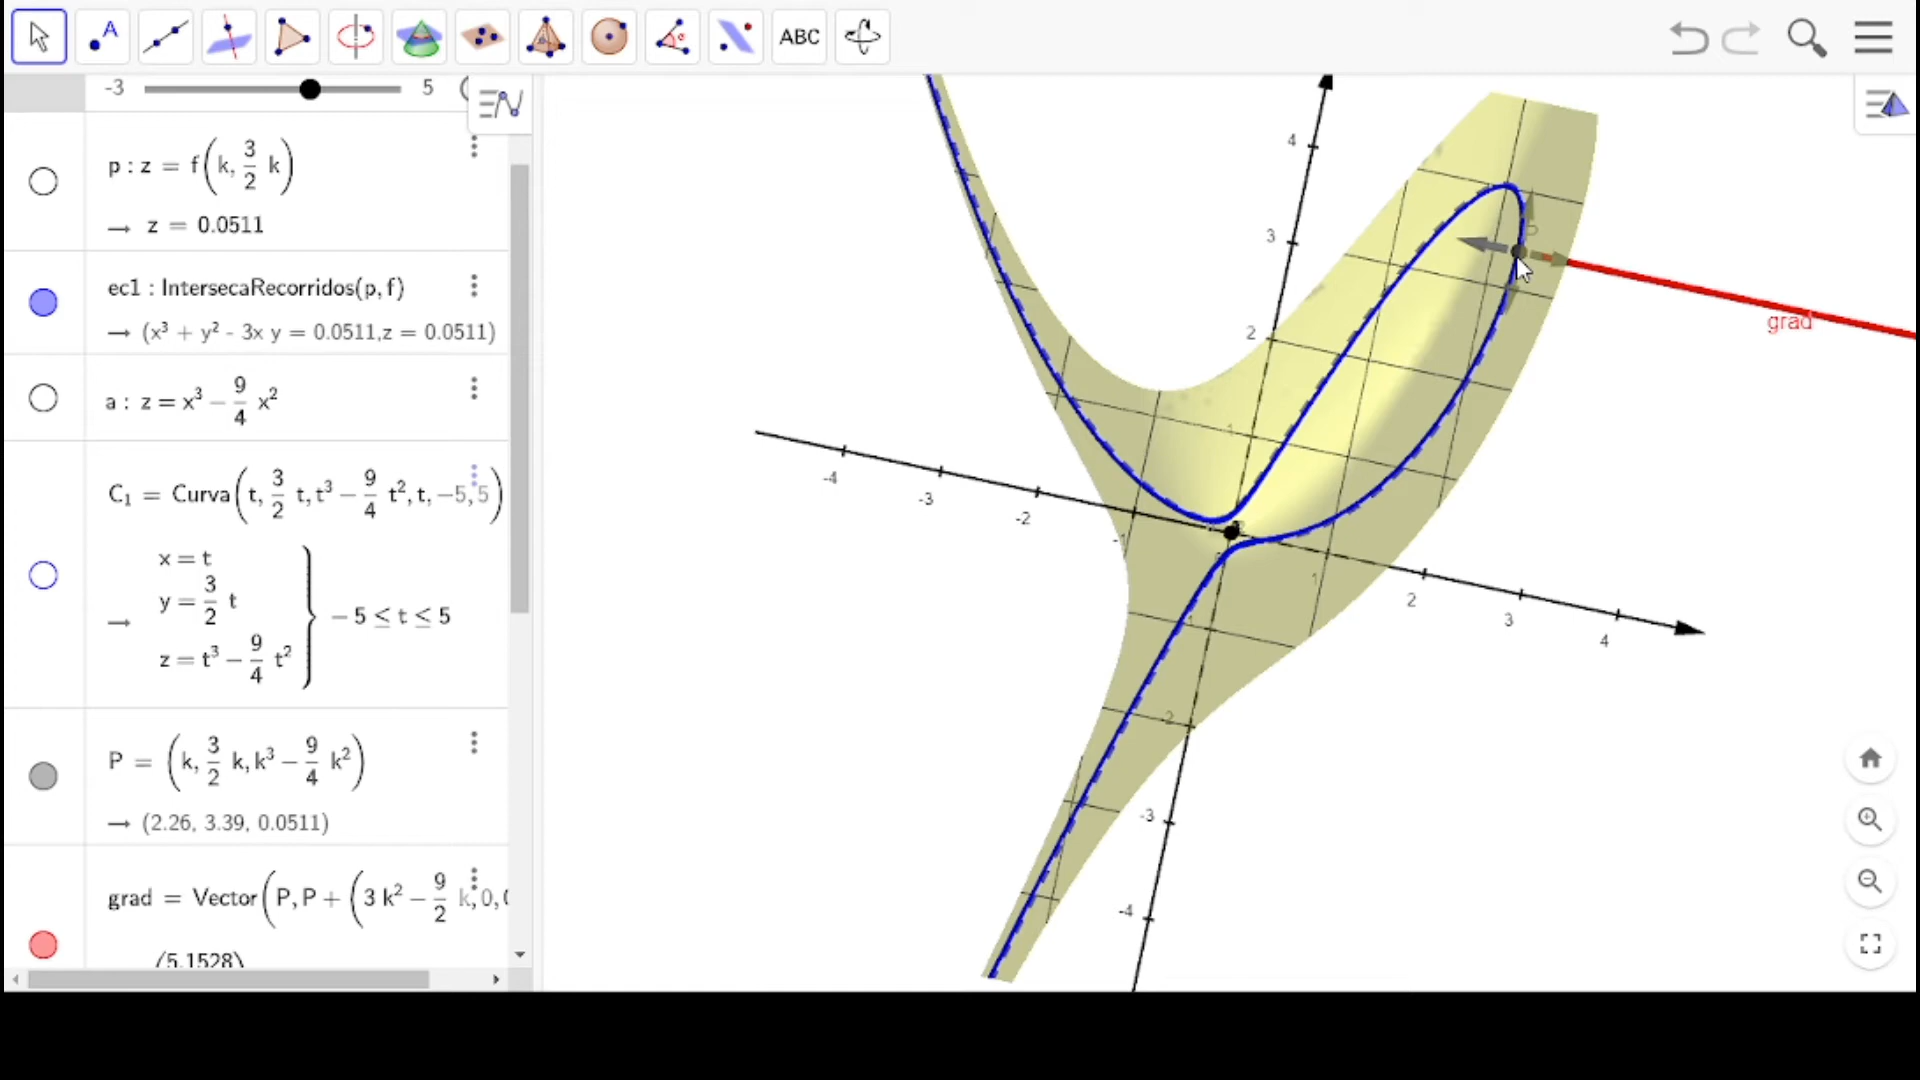 ABC
-3 5
p : z = f(k, 3/2 k)
→ z = 0.0511
ec1 : IntersecaRecorridos(p, f)
→ (x³ + y² - 3x y = 0.0511, z = 0.0511)
a : z = x³ − 9/4 x²
C₁ = Curva(t, 3/2 t, t³ − 9/4 t², t, −5, 5)
x = t
y = 3/2 t
z = t³ − 9/4 t²
→ } − 5 ≤ t ≤ 5
P = (k, 3/2 k, k³ − 9/4 k²)
→ (2.26, 3.39, 0.0511)
grad = Vector(P, P + (3 k² − 9/2 k, 0,
(5.1528)
4
3
2
1
-4 -3 -2 -1
1 2 3 4
-3
-4
grad